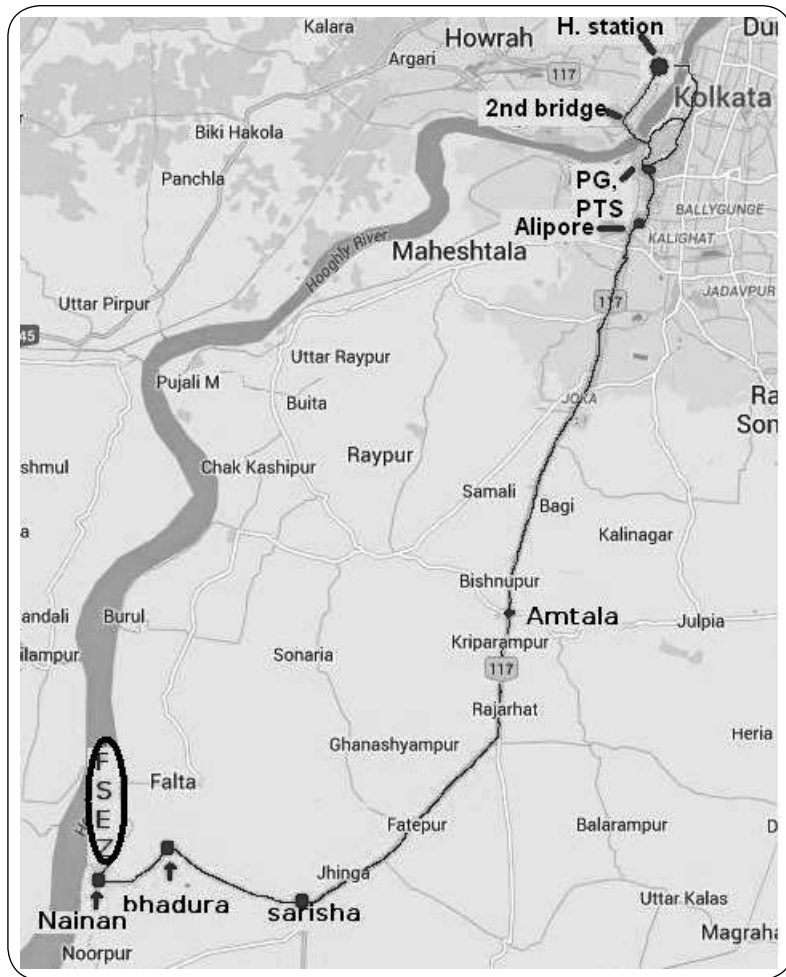 Kalara
Howrah
H. station
Du
Argari
117
2nd bridge
Kolkata
Biki Hakola
Panchla
PG,
PTS
BALLYGUNGE
Alipore
KALIGHAT
Hooghly River
Maheshtala
JADAVPUR
117
Uttar Pirpur
45
Uttar Raypur
Pujali M
Buita
JOKA
Ra
Son
shmul
Chak Kashipur
Raypur
Samali
Bagi
a
Kalinagar
Bishnupur
andali
Burul
Amtala
Julpia
ilampur
Sonaria
Kriparampur
117
Rajarhat
Ghanashyampur
Heria
F
S
E
Z
Falta
Fatepur
Balarampur
D
Jhinga
Nainan
bhadura
sarisha
Uttar Kalas
Magraha
Noorpur